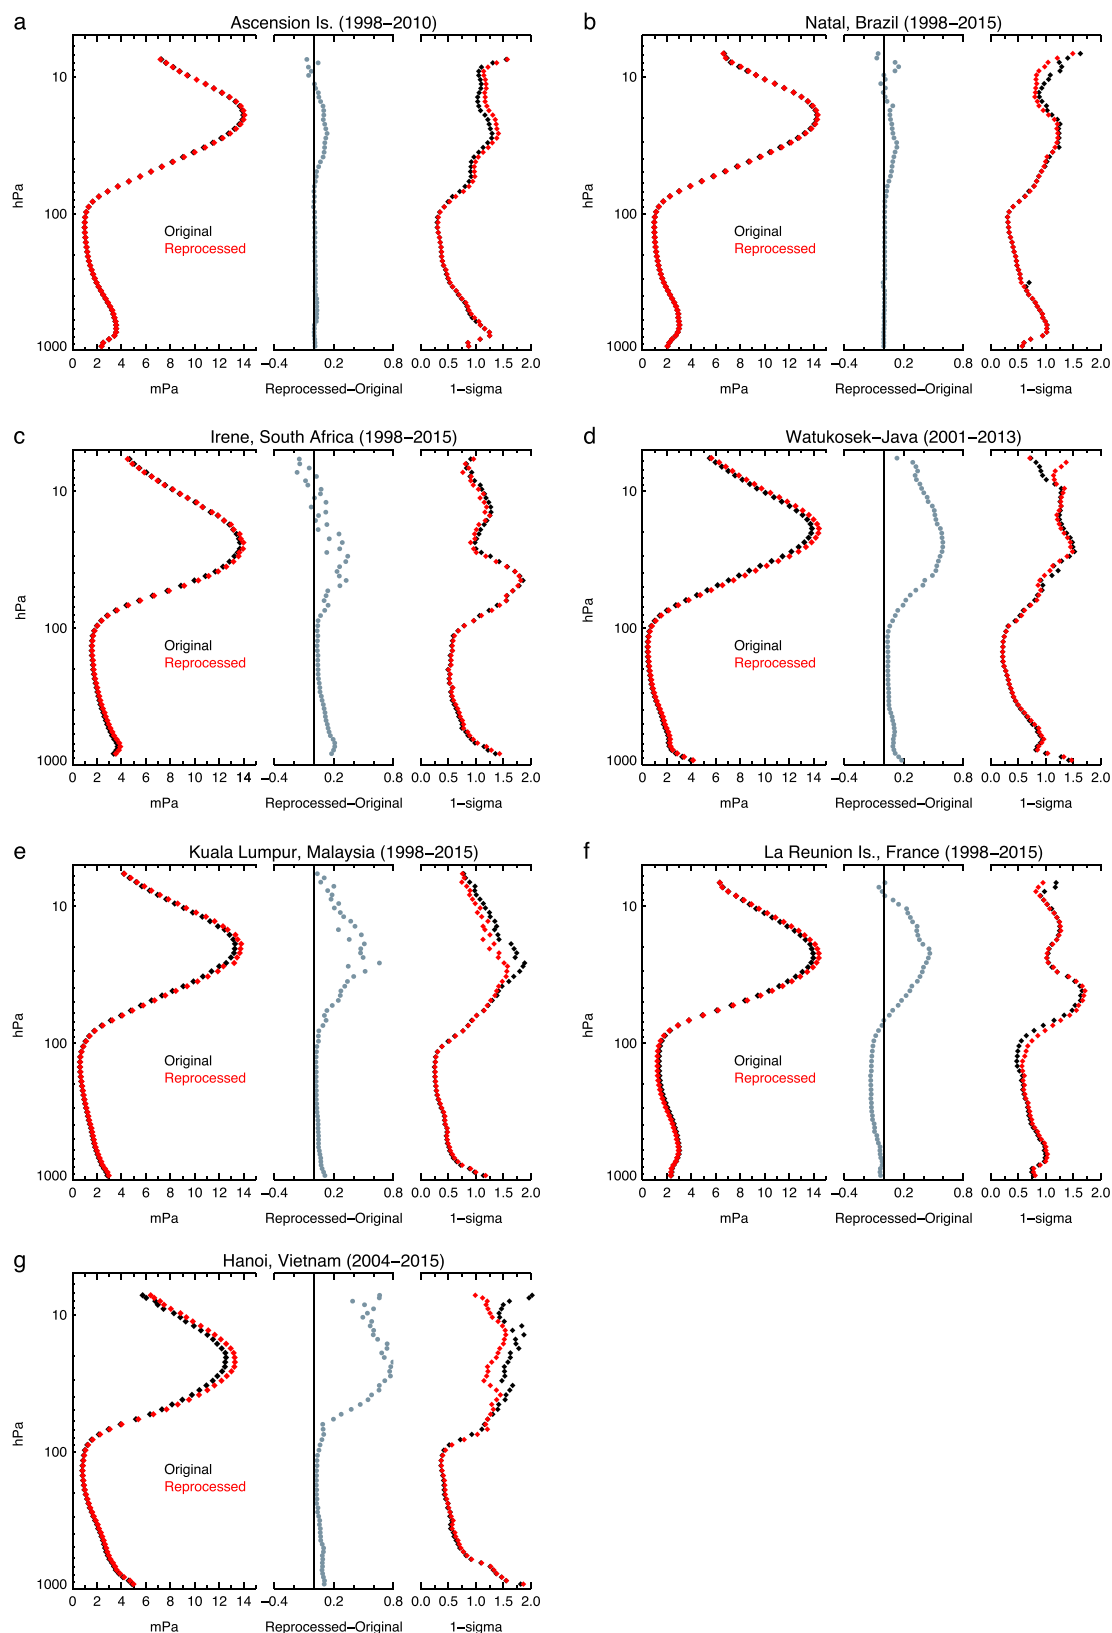 a Ascension Is. (1998–2010)
10
100
1000
hPa
Original
Reprocessed
0 2 4 6 8 10 12 14
mPa
−0.4 0.2 0.8
Reprocessed–Original
0.0 0.5 1.0 1.5 2.0
1–sigma
b Natal, Brazil (1998–2015)
10
100
1000
hPa
Original
Reprocessed
0 2 4 6 8 10 12 14
mPa
−0.4 0.2 0.8
Reprocessed–Original
0.0 0.5 1.0 1.5 2.0
1–sigma
c Irene, South Africa (1998–2015)
10
100
1000
hPa
Original
Reprocessed
0 2 4 6 8 10 12 14
mPa
−0.4 0.2 0.8
Reprocessed–Original
0.0 0.5 1.0 1.5 2.0
1–sigma
d Watukosek–Java (2001–2013)
10
100
1000
hPa
Original
Reprocessed
0 2 4 6 8 10 12 14
mPa
−0.4 0.2 0.8
Reprocessed–Original
0.0 0.5 1.0 1.5 2.0
1–sigma
e Kuala Lumpur, Malaysia (1998–2015)
10
100
1000
hPa
Original
Reprocessed
0 2 4 6 8 10 12 14
mPa
−0.4 0.2 0.8
Reprocessed–Original
0.0 0.5 1.0 1.5 2.0
1–sigma
f La Reunion Is., France (1998–2015)
10
100
1000
hPa
Original
Reprocessed
0 2 4 6 8 10 12 14
mPa
−0.4 0.2 0.8
Reprocessed–Original
0.0 0.5 1.0 1.5 2.0
1–sigma
g Hanoi, Vietnam (2004–2015)
10
100
1000
hPa
Original
Reprocessed
0 2 4 6 8 10 12 14
mPa
−0.4 0.2 0.8
Reprocessed–Original
0.0 0.5 1.0 1.5 2.0
1–sigma